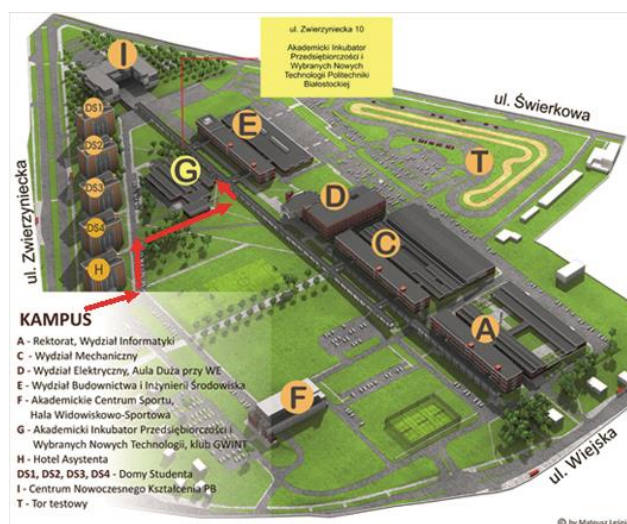 ul. Zwierzyniecka 10
Akademicki Inkubator
Przedsiębiorczości i
Wybranych Nowych
Technologii Politechniki
Białostockiej
I
ul. Świerkowa
DS1
E
DS2
T
G
DS3
D
ul. Zwierzyniecka
DS4
C
H
A
F
ul. Wiejska
KAMPUS
A - Rektorat, Wydział Informatyki
C - Wydział Mechaniczny
D - Wydział Elektryczny, Aula Duża przy WE
E - Wydział Budownictwa i Inżynierii Środowiska
F - Akademickie Centrum Sportu,
Hala Widowiskowo-Sportowa
G - Akademicki Inkubator Przedsiębiorczości i
Wybranych Nowych Technologii, klub GWINT
H - Hotel Asystenta
DS1, DS2, DS3, DS4 - Domy Studenta
I - Centrum Nowoczesnego Kształcenia PB
T - Tor testowy
© by Mateusz